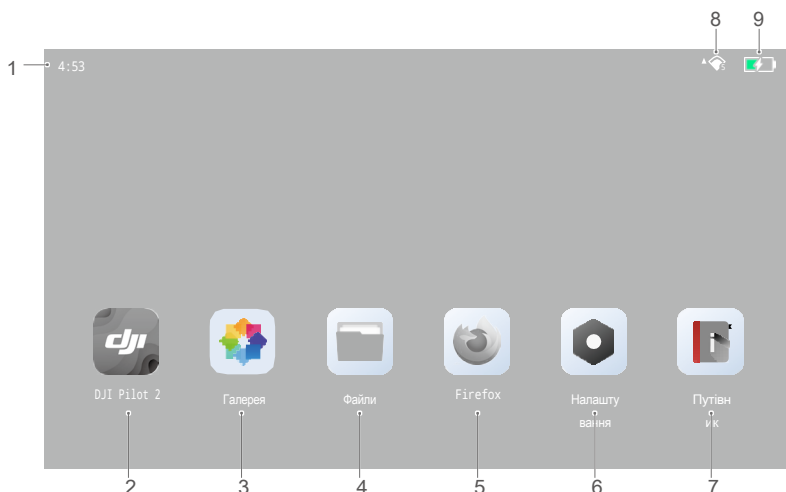 8 9
1 4:53
dji
DJI Pilot 2 Галерея Файли Firefox Налашту Путівн
вання ик
2 3 4 5 6 7